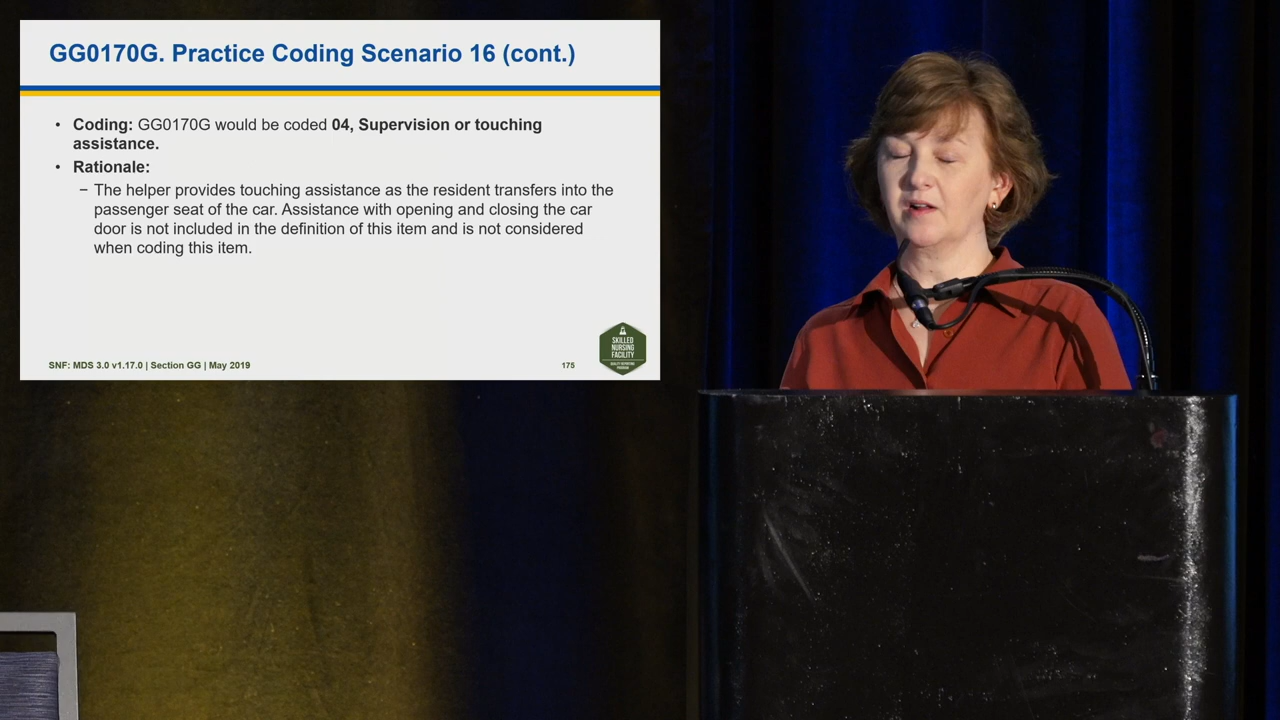 GG0170G. Practice Coding Scenario 16 (cont.)
• Coding: GG0170G would be coded 04, Supervision or touching
assistance.
• Rationale:
− The helper provides touching assistance as the resident transfers into the
passenger seat of the car. Assistance with opening and closing the car
door is not included in the definition of this item and is not considered
when coding this item.
SKILLED
NURSING
FACILITY
QUALITY REPORTING
PROGRAM
SNF: MDS 3.0 v1.17.0 | Section GG | May 2019
175